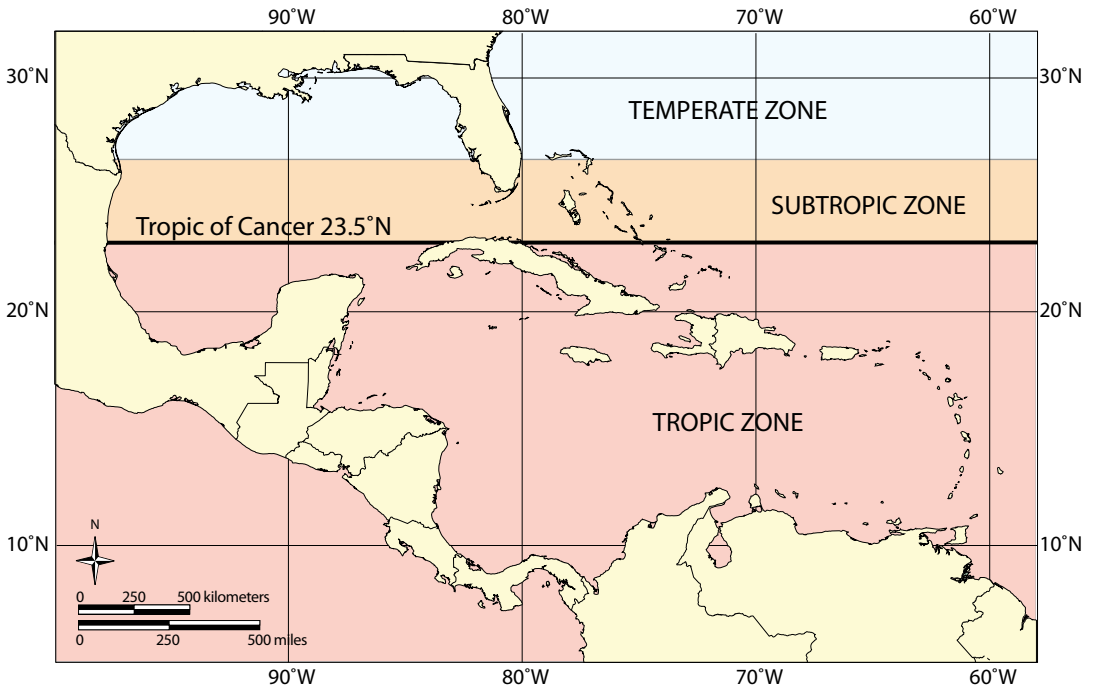 90˚W 80˚W 70˚W 60˚W
30˚N 30˚N
TEMPERATE ZONE
SUBTROPIC ZONE
Tropic of Cancer 23.5˚N
20˚N 20˚N
TROPIC ZONE
N
10˚N 10˚N
0 250 500 kilometers
0 250 500 miles
90˚W 80˚W 70˚W 60˚W